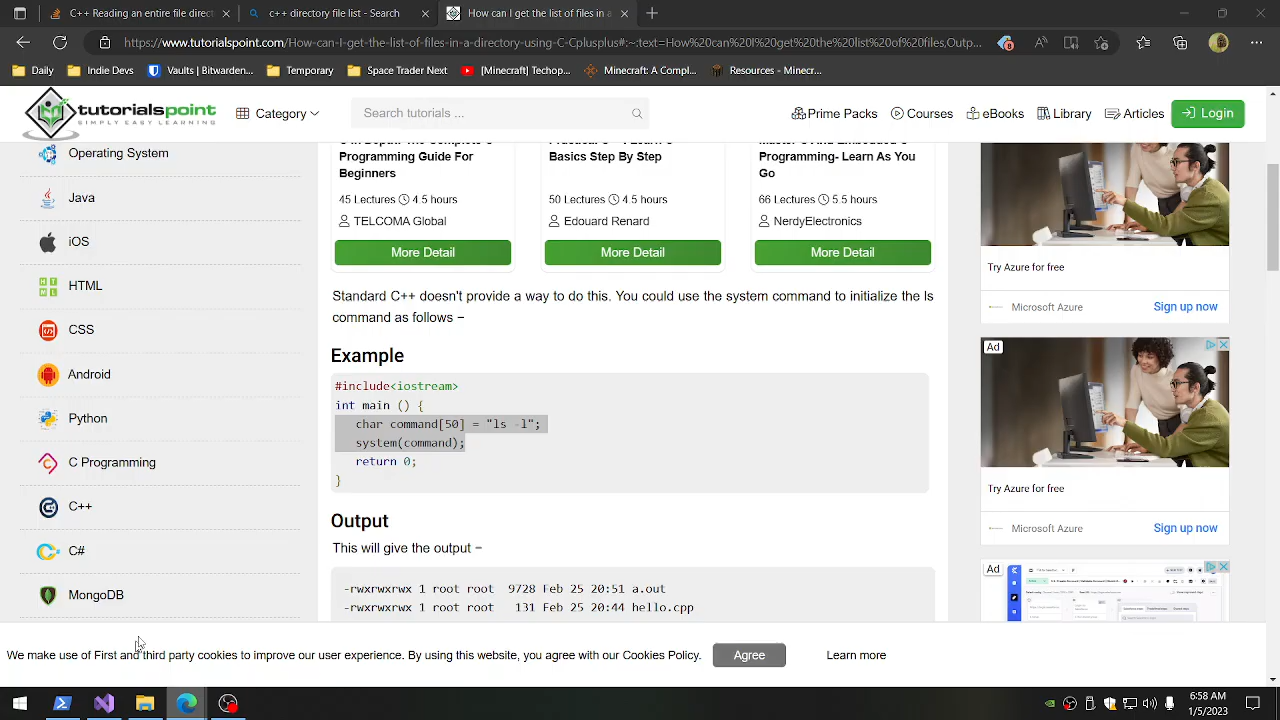 C++ Reading from a directory - Stack
c++ directory file list - Search
How can I get the list of files in a
https://www.tutorialspoint.com/How-can-I-get-the-list-of-files-in-a-directory-using-C-Cplusplus#:~:text=How%20can%20I%20get%20the%20list%20of%20files,Outp...
Daily
Indie Dev
Vaults | Bitwarden...
Temporary
Space Trader Next
[Minecraft] Techop...
Minecraft: A Compl...
Resources - Minecr...
tutorialspoint
SIMPLY EASY LEARNING
Category
Search tutorials ...
Prime Packs
Courses
eBooks
Library
Articles
Login
Operating System
Java
iOS
HTML
CSS
Android
Python
C Programming
C++
C#
MongoDB
Programming Guide For
Beginners
45 Lectures 4.5 hours
TELCOMA Global
More Detail
Basics Step By Step
50 Lectures 4.5 hours
Edouard Renard
More Detail
Programming- Learn As You
Go
66 Lectures 5.5 hours
NerdyElectronics
More Detail
Standard C++ doesn't provide a way to do this. You could use the system command to initialize the ls
command as follows −
Example
#include<iostream>
int main () {
char command[50] = "ls -l";
system(command);
return 0;
}
Output
This will give the output −
-rwxrwxrwx 1 root root 9728 Feb 25 20:51 a.out
-rwxrwxrwx 1 root root 131 Feb 25 20:44 hello.cpp
Try Azure for free
Microsoft Azure
Sign up now
Ad
Try Azure for free
Microsoft Azure
Sign up now
Ad
We make use of First and third party cookies to improve our user experience. By using this website, you agree with our Cookies Policy.
Agree
Learn more
6:58 AM
1/5/2023